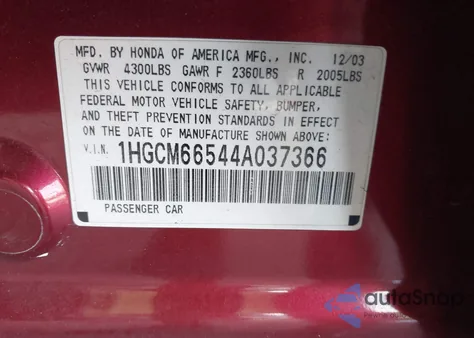 MFD. BY HONDA OF AMERICA MFG., INC. 12/03
GVWR 4300LBS GAWR F 2360LBS R 2005LBS
THIS VEHICLE CONFORMS TO ALL APPLICABLE
FEDERAL MOTOR VEHICLE SAFETY, BUMPER,
AND THEFT PREVENTION STANDARDS IN EFFECT
ON THE DATE OF MANUFACTURE SHOWN ABOVE:
V.I.N. 1HGCM66544A037366
PASSENGER CAR
autoSnap